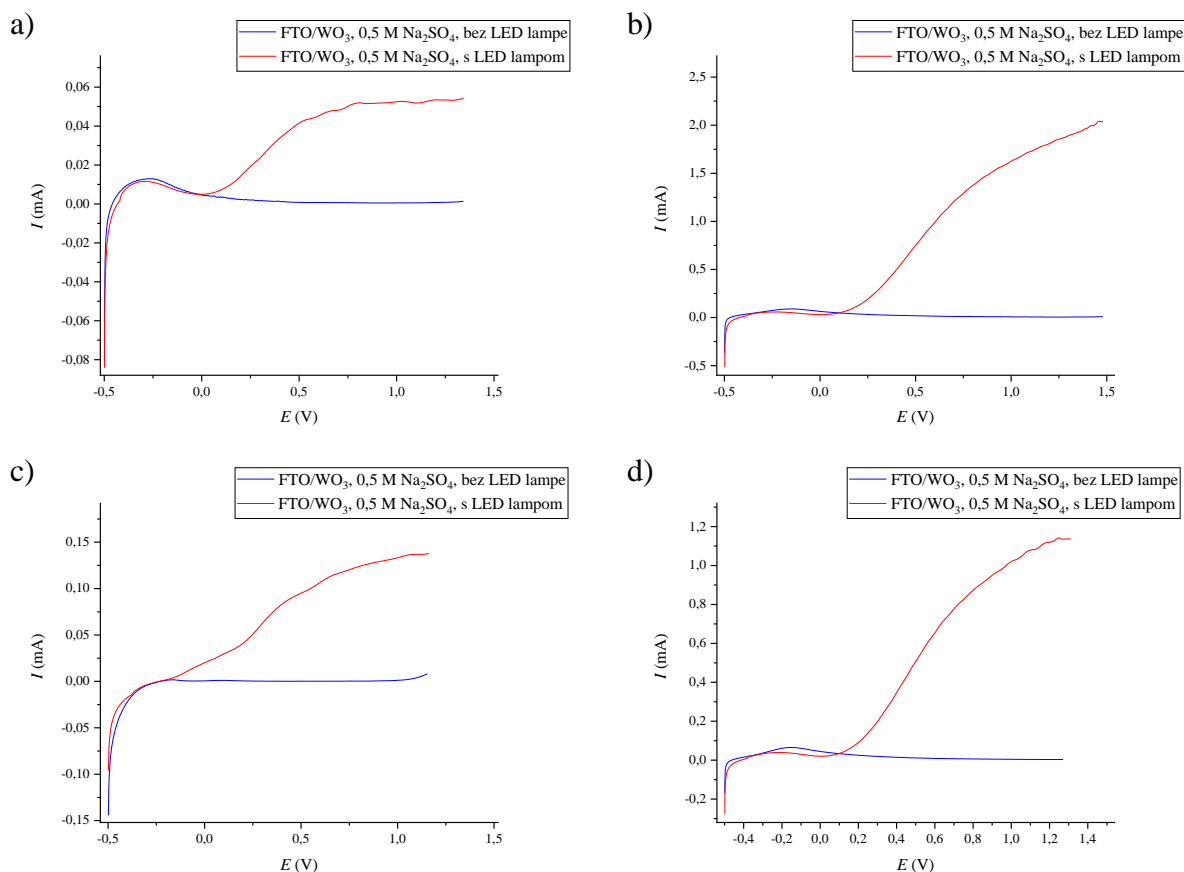 a)
FTO/WO3, 0,5 M Na2SO4, bez LED lampe
FTO/WO3, 0,5 M Na2SO4, s LED lampom
0,06
0,04
0,02
0,00
-0,02
-0,04
-0,06
-0,08
I (mA)
-0,5 0,0 0,5 1,0 1,5
E (V)
b)
FTO/WO3, 0,5 M Na2SO4, bez LED lampe
FTO/WO3, 0,5 M Na2SO4, s LED lampom
2,5
2,0
1,5
1,0
0,5
0,0
-0,5
I (mA)
-0,5 0,0 0,5 1,0 1,5
E (V)
c)
FTO/WO3, 0,5 M Na2SO4, bez LED lampe
FTO/WO3, 0,5 M Na2SO4, s LED lampom
0,15
0,10
0,05
0,00
-0,05
-0,10
-0,15
I (mA)
-0,5 0,0 0,5 1,0 1,5
E (V)
d)
FTO/WO3, 0,5 M Na2SO4, bez LED lampe
FTO/WO3, 0,5 M Na2SO4, s LED lampom
1,2
1,0
0,8
0,6
0,4
0,2
0,0
-0,2
I (mA)
-0,4 -0,2 0,0 0,2 0,4 0,6 0,8 1,0 1,2 1,4
E (V)